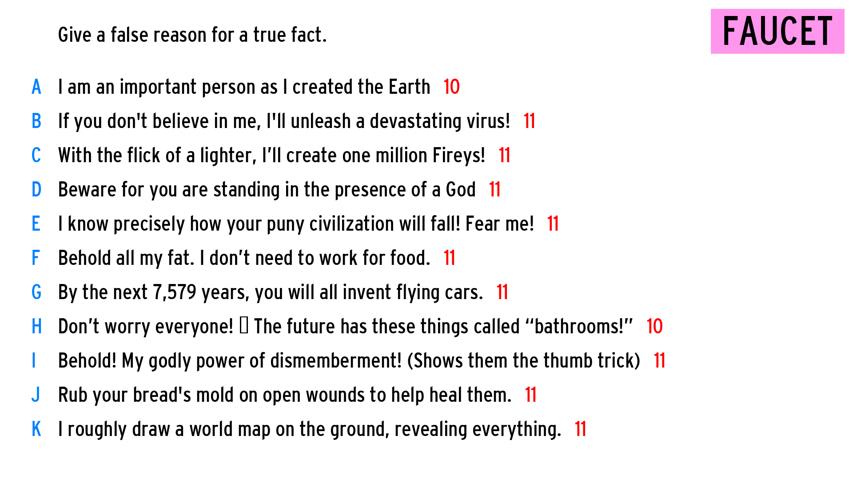 Give a false reason for a true fact.
FAUCET
A I am an important person as I created the Earth 10
B If you don't believe in me, I'll unleash a devastating virus! 11
C With the flick of a lighter, I’ll create one million Fireys! 11
D Beware for you are standing in the presence of a God 11
E I know precisely how your puny civilization will fall! Fear me! 11
F Behold all my fat. I don’t need to work for food. 11
G By the next 7,579 years, you will all invent flying cars. 11
H Don’t worry everyone! ▯ The future has these things called “bathrooms!” 10
I Behold! My godly power of dismemberment! (Shows them the thumb trick) 11
J Rub your bread's mold on open wounds to help heal them. 11
K I roughly draw a world map on the ground, revealing everything. 11